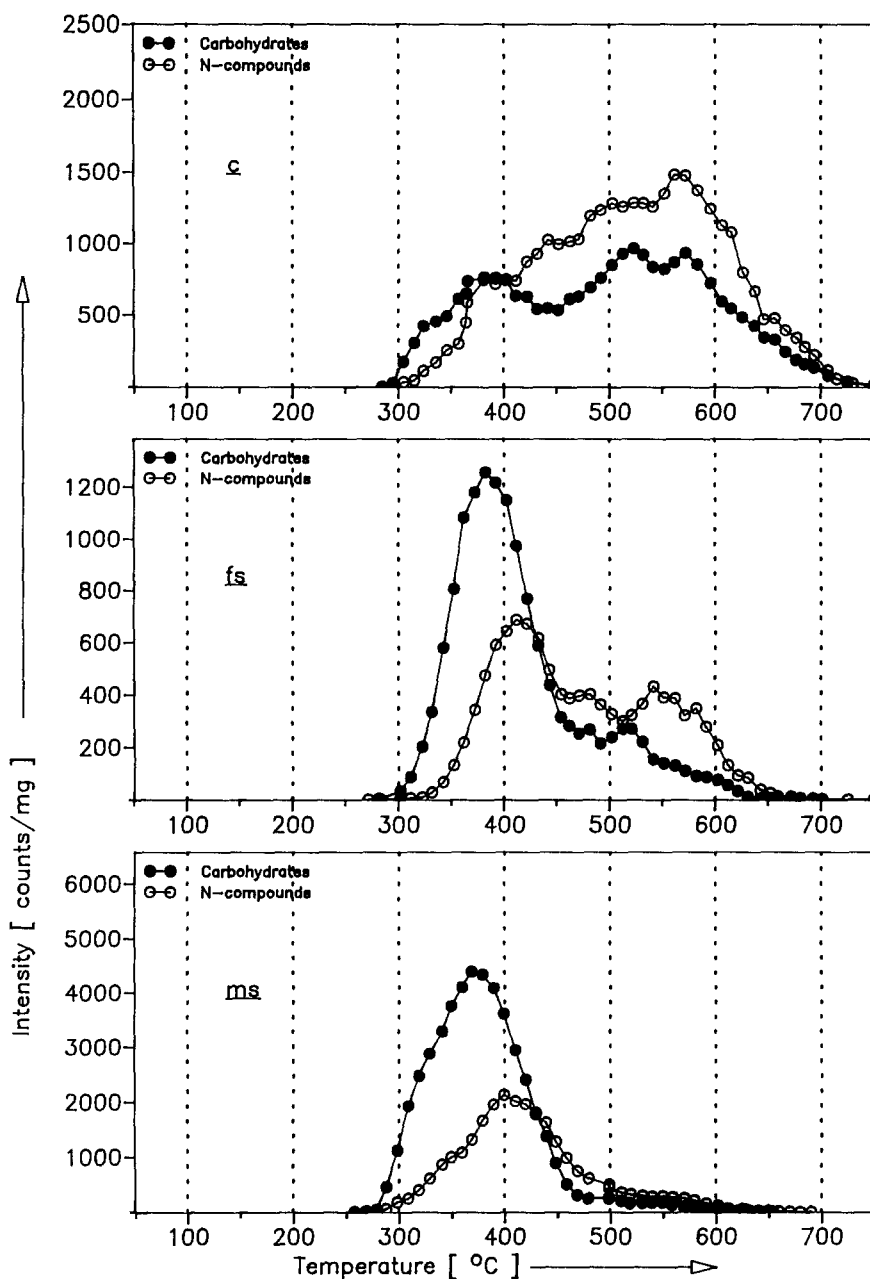 Intensity [ counts/mg ]
2500
2000
1500
1000
500
Carbohydrates
N-compounds
c
100 200 300 400 500 600 700
1200
1000
800
600
400
200
Carbohydrates
N-compounds
fs
100 200 300 400 500 600 700
6000
5000
4000
3000
2000
1000
Carbohydrates
N-compounds
ms
100 200 300 400 500 600 700
Temperature [ °C ]